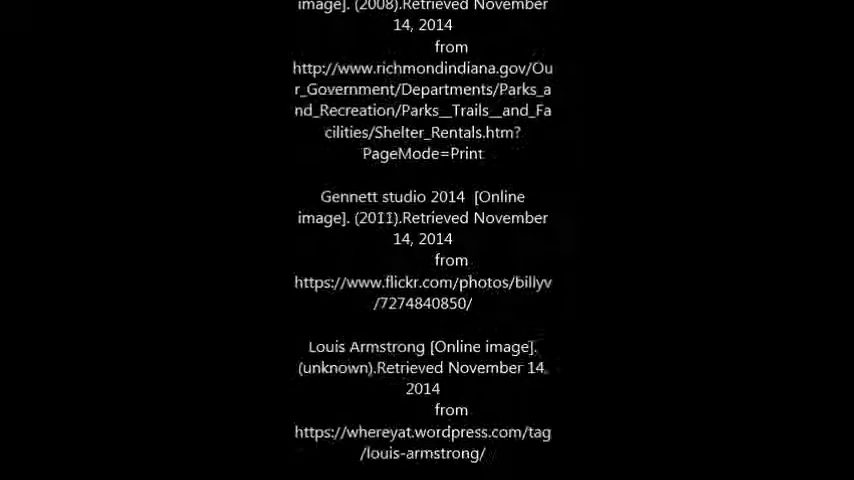 image]. (2008).Retrieved November
14, 2014
from
http://www.richmondindiana.gov/Ou
r_Government/Departments/Parks_a
nd_Recreation/Parks__Trails__and_Fa
cilities/Shelter_Rentals.htm?
PageMode=Print
Gennett studio 2014  [Online
image]. (2011).Retrieved November
14, 2014
from
https://www.flickr.com/photos/billyv
/7274840850/
Louis Armstrong [Online image].
(unknown).Retrieved November 14,
2014
from
https://whereyat.wordpress.com/tag
/louis-armstrong/